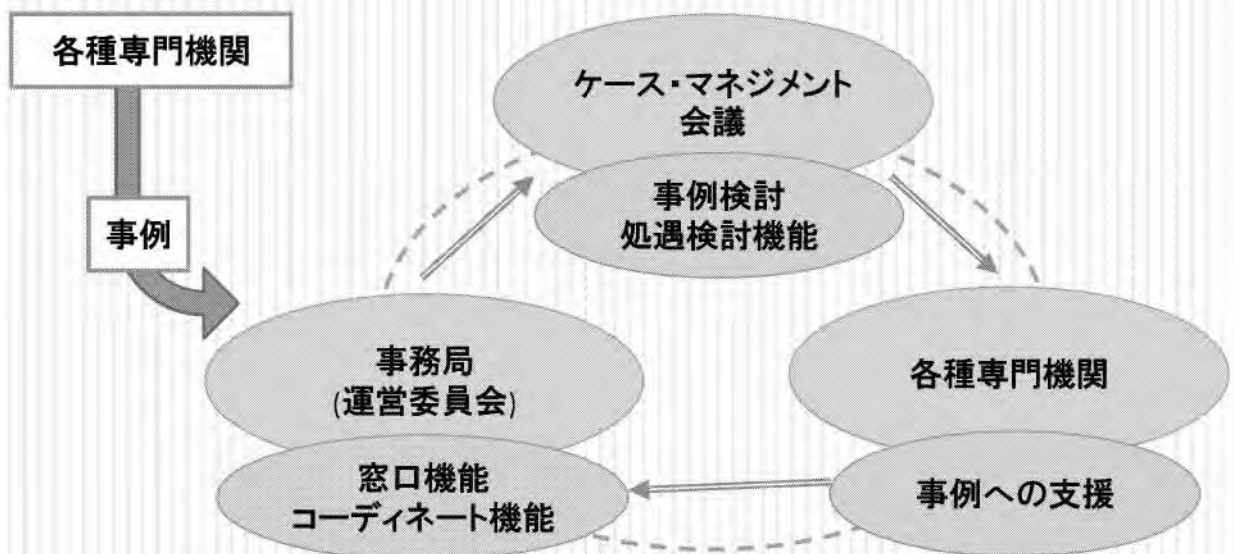 各種専門機関
事例
ケース・マネジメント
会議
事例検討
処遇検討機能
事務局
(運営委員会)
窓口機能
コーディネート機能
各種専門機関
事例への支援